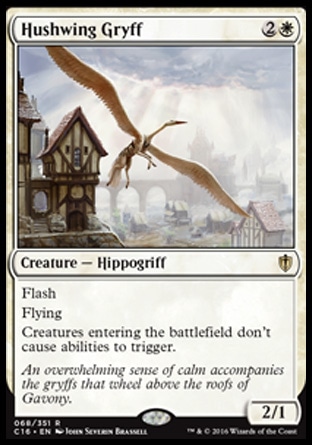 Hushwing Gryff 2
Creature — Hippogriff
Flash
Flying
Creatures entering the battlefield don't
cause abilities to trigger.
An overwhelming sense of calm accompanies
the gryffs that wheel above the roofs of
Gavony.
2/1
068/351 R
C16 • EN John Severin Brassell
™ & © 2016 Wizards of the Coast